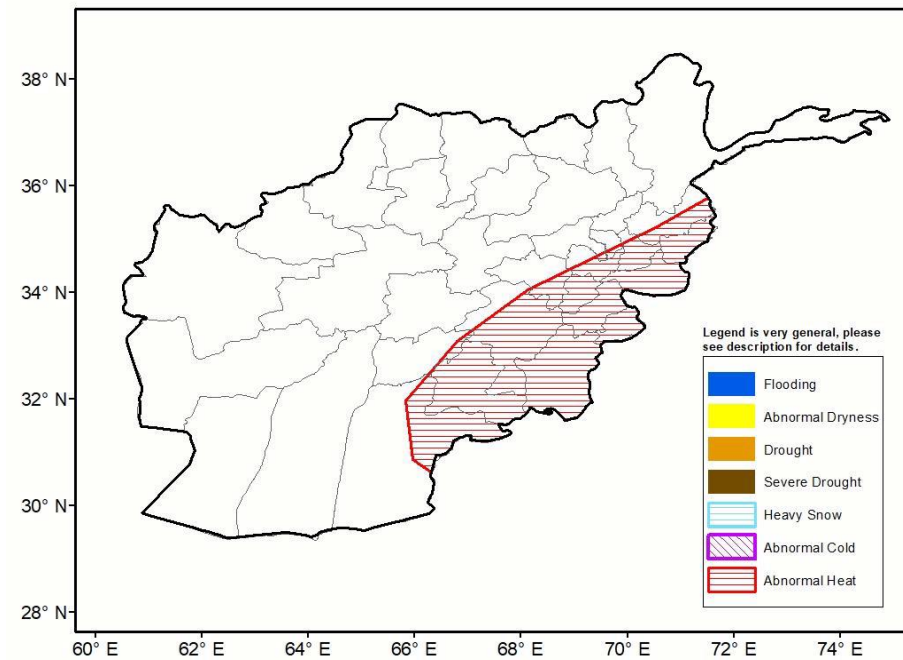 38° N
36° N
34° N
32° N
30° N
28° N
Legend is very general, please
see description for details.
Flooding
Abnormal Dryness
Drought
Severe Drought
Heavy Snow
Abnormal Cold
Abnormal Heat
60° E 62° E 64° E 66° E 68° E 70° E 72° E 74° E